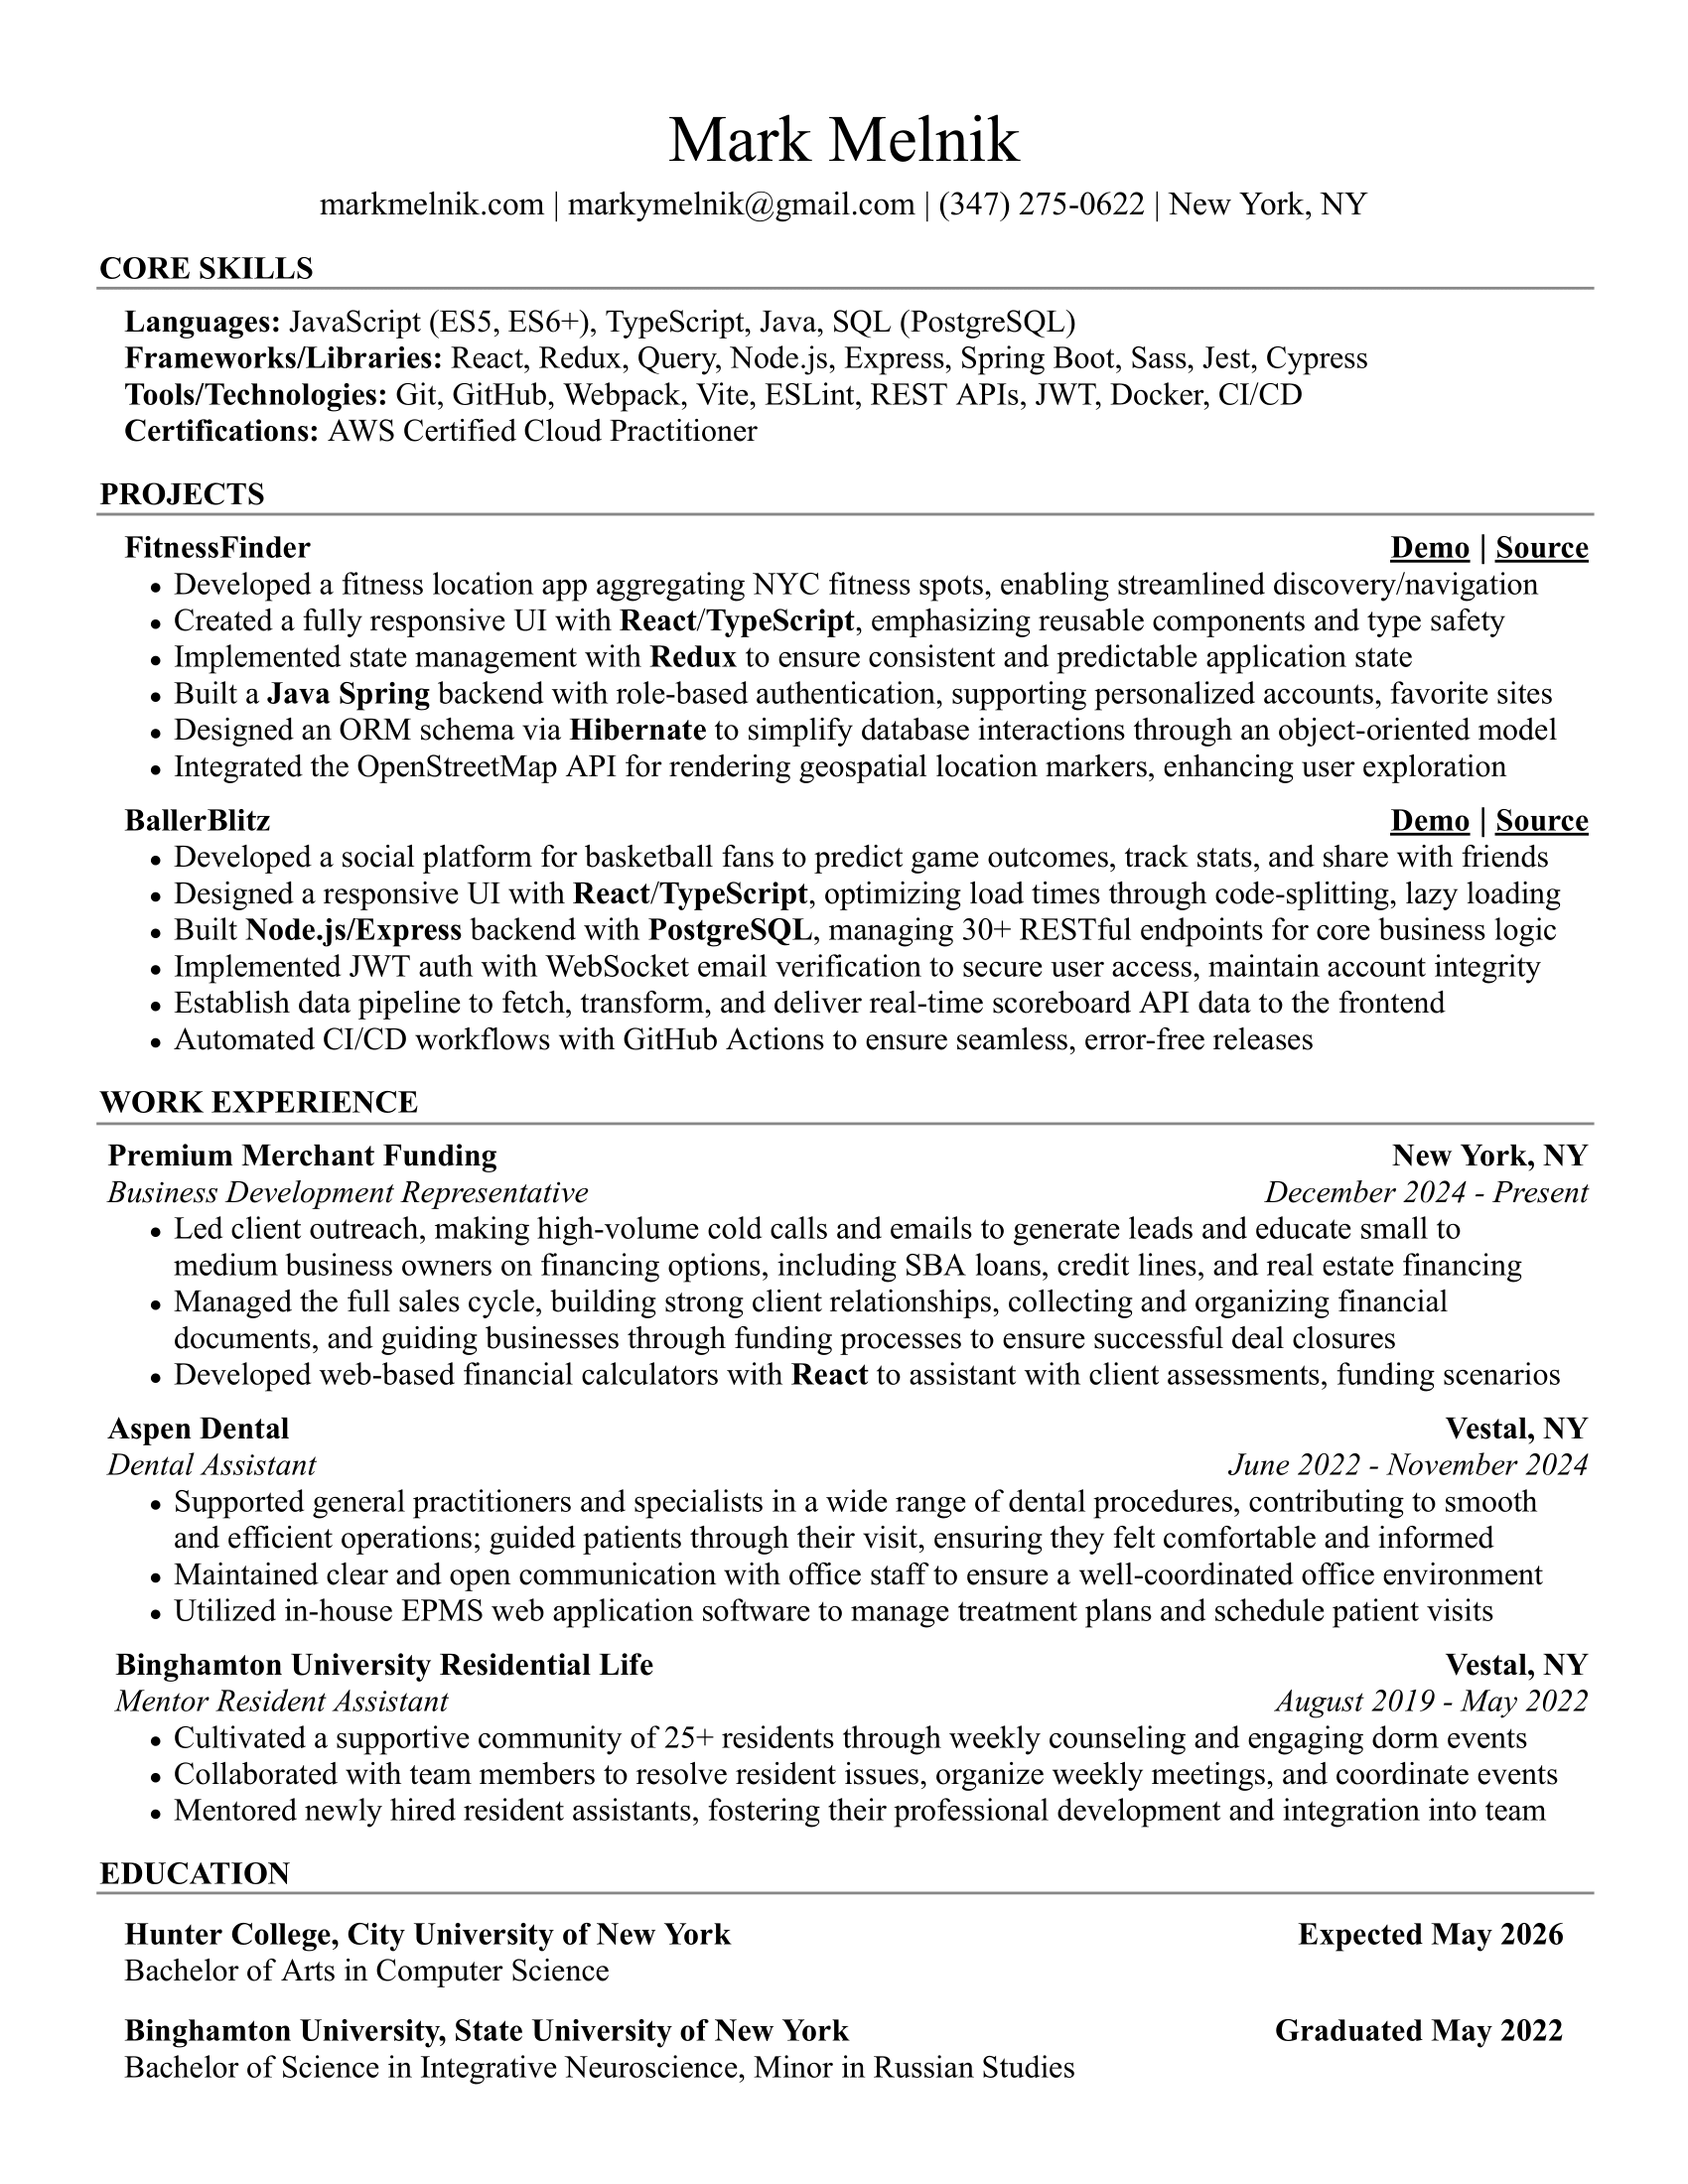 Mark Melnik
markmelnik.com | markymelnik@gmail.com | (347) 275-0622 | New York, NY
CORE SKILLS
Languages: JavaScript (ES5, ES6+), TypeScript, Java, SQL (PostgreSQL)
Frameworks/Libraries: React, Redux, Query, Node.js, Express, Spring Boot, Sass, Jest, Cypress
Tools/Technologies: Git, GitHub, Webpack, Vite, ESLint, REST APIs, JWT, Docker, CI/CD
Certifications: AWS Certified Cloud Practitioner
PROJECTS
FitnessFinder Demo | Source
• Developed a fitness location app aggregating NYC fitness spots, enabling streamlined discovery/navigation
• Created a fully responsive UI with React/TypeScript, emphasizing reusable components and type safety
• Implemented state management with Redux to ensure consistent and predictable application state
• Built a Java Spring backend with role-based authentication, supporting personalized accounts, favorite sites
• Designed an ORM schema via Hibernate to simplify database interactions through an object-oriented model
• Integrated the OpenStreetMap API for rendering geospatial location markers, enhancing user exploration
BallerBlitz Demo | Source
• Developed a social platform for basketball fans to predict game outcomes, track stats, and share with friends
• Designed a responsive UI with React/TypeScript, optimizing load times through code-splitting, lazy loading
• Built Node.js/Express backend with PostgreSQL, managing 30+ RESTful endpoints for core business logic
• Implemented JWT auth with WebSocket email verification to secure user access, maintain account integrity
• Establish data pipeline to fetch, transform, and deliver real-time scoreboard API data to the frontend
• Automated CI/CD workflows with GitHub Actions to ensure seamless, error-free releases
WORK EXPERIENCE
Premium Merchant Funding New York, NY
Business Development Representative December 2024 - Present
• Led client outreach, making high-volume cold calls and emails to generate leads and educate small to
medium business owners on financing options, including SBA loans, credit lines, and real estate financing
• Managed the full sales cycle, building strong client relationships, collecting and organizing financial
documents, and guiding businesses through funding processes to ensure successful deal closures
• Developed web-based financial calculators with React to assistant with client assessments, funding scenarios
Aspen Dental Vestal, NY
Dental Assistant June 2022 - November 2024
• Supported general practitioners and specialists in a wide range of dental procedures, contributing to smooth
and efficient operations; guided patients through their visit, ensuring they felt comfortable and informed
• Maintained clear and open communication with office staff to ensure a well-coordinated office environment
• Utilized in-house EPMS web application software to manage treatment plans and schedule patient visits
Binghamton University Residential Life Vestal, NY
Mentor Resident Assistant August 2019 - May 2022
• Cultivated a supportive community of 25+ residents through weekly counseling and engaging dorm events
• Collaborated with team members to resolve resident issues, organize weekly meetings, and coordinate events
• Mentored newly hired resident assistants, fostering their professional development and integration into team
EDUCATION
Hunter College, City University of New York Expected May 2026
Bachelor of Arts in Computer Science
Binghamton University, State University of New York Graduated May 2022
Bachelor of Science in Integrative Neuroscience, Minor in Russian Studies